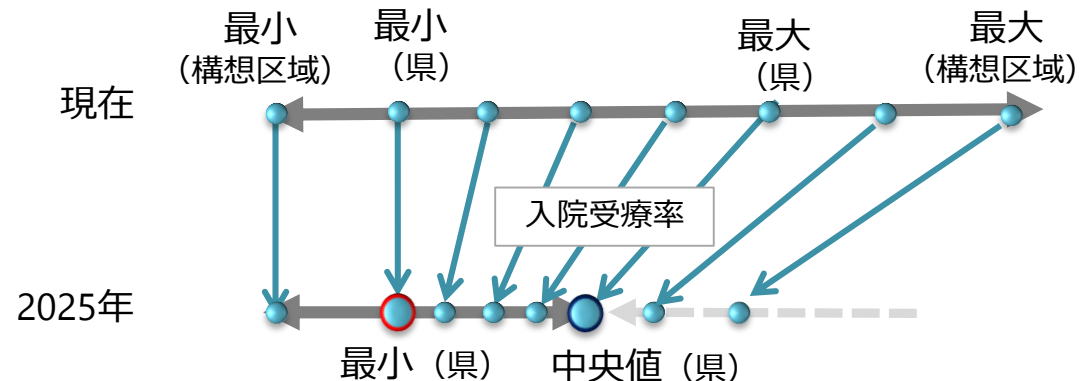 最小
(構想区域)
最小
(県)
最大
(県)
最大
(構想区域)
現在
入院受療率
2025年
最小(県)
中央値(県)